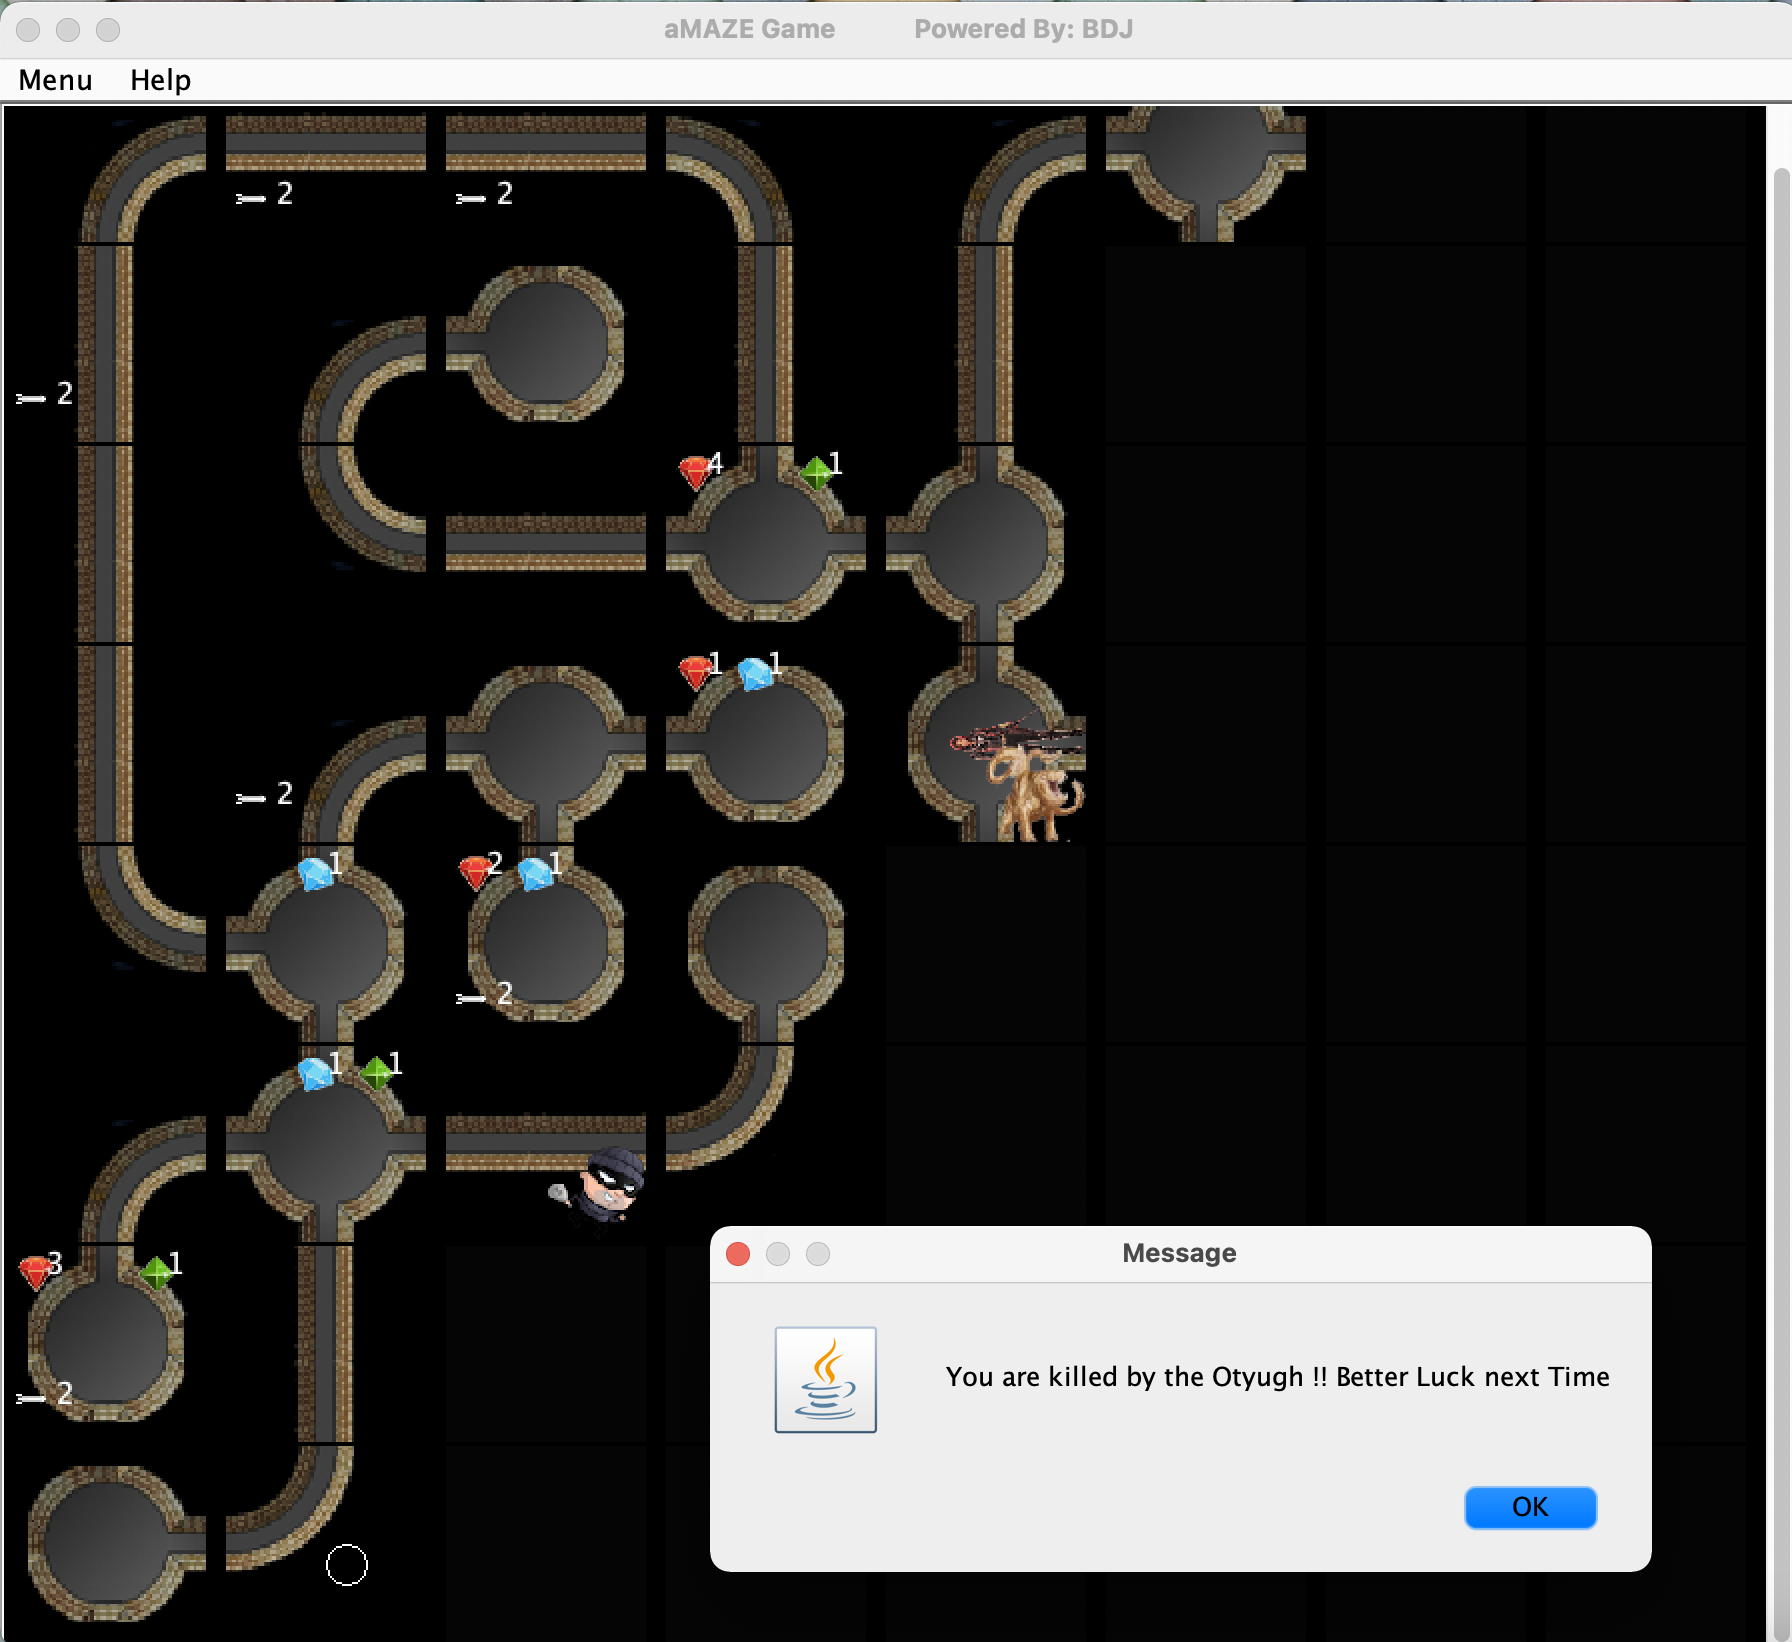 aMAZE Game Powered By: BDJ
Menu Help
2 2
2
4 1
1 1
2
1 2 1
2
1 1
3 1
2
Message
You are killed by the Otyugh !! Better Luck next Time
OK